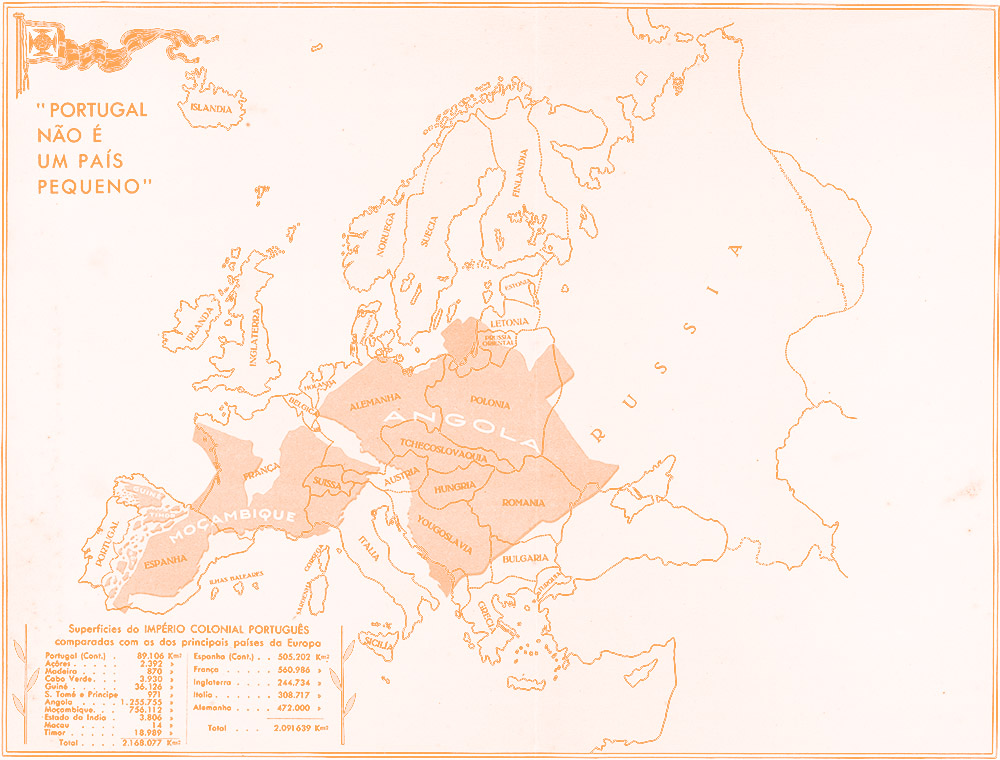 "PORTUGAL
NÃO É
UM PAÍS
PEQUENO"
ISLANDIA
NORUEGA
SUECIA
FINLANDIA
ESTONIA
LETONIA
PRUSSIA
ORIENTAL
RUSSIA
IRLANDA
INGLATERRA
HOLANDA
BELGICA
ALEMANHA
POLONIA
ANGOLA
TCHECOSLOVAQUIA
FRANÇA
SUISSA
AUSTRIA
HUNGRIA
ROMANIA
GUINÉ
TIMOR
MOÇAMBIQUE
PORTUGAL
ESPANHA
ITALIA
YOUGOSLAVIA
BULGARIA
TURQUIA
GRECIA
ILHAS BALEARES
CORSEGA
SARDENHA
SICILIA
Superfícies do IMPÉRIO COLONIAL PORTUGUÊS
comparadas com as dos principais países da Europa
Portugal (Cont.) . 89.106 Km²
Açôres . . . . 2.392 »
Madeira . . . . 870 »
Cabo Verde. . . 3.930 »
Guiné . . . . 36.126 »
S. Tomé e Príncipe 971 »
Angola . . . . 1.255.755 »
Moçambique. . . 756.112 »
Estado da India . 3.806 »
Macau . . . . 14 »
Timor . . . . 18.989 »
Total . . . . 2.168.077 Km²
Espanha (Cont.) . . 505.202 Km²
França . . . . 560.986 »
Inglaterra . . . 244.734 »
Italia . . . . . 308.717 »
Alemanha . . . 472.000 »
Total . . . . 2.091639 Km²